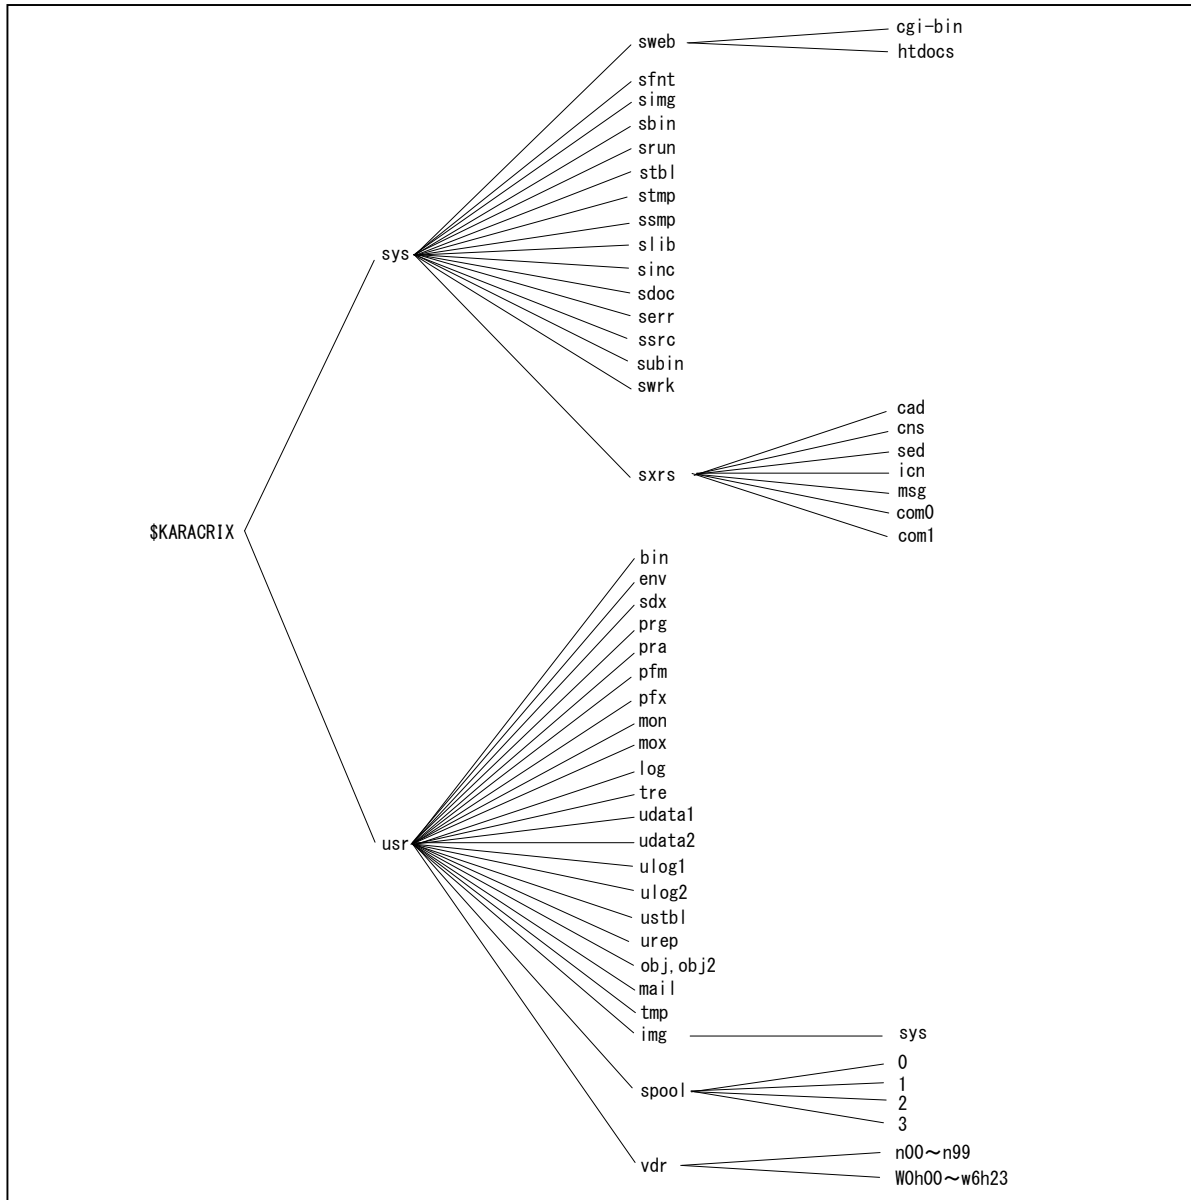 cgi-bin
sweb
htdocs
sfnt
simg
sbin
srun
stbl
stmp
ssmp
slib
sys
sinc
sdoc
serr
ssrc
subin
swrk
cad
cns
sed
sxrs
icn
msg
com0
com1
$KARACRIX
bin
env
sdx
prg
pra
pfm
pfx
mon
mox
log
tre
udata1
udata2
usr
ulog1
ulog2
ustbl
urep
obj,obj2
mail
tmp
img
sys
0
spool
1
2
3
n00～n99
vdr
W0h00～w6h23